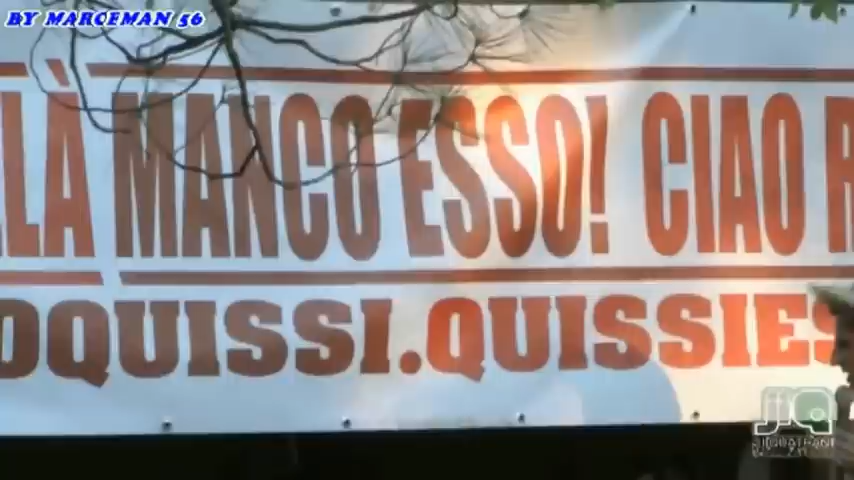 BY MARCEMAN 56
LÀ MANCO ESSO! CIAO R
QUISSI.QUISSIES